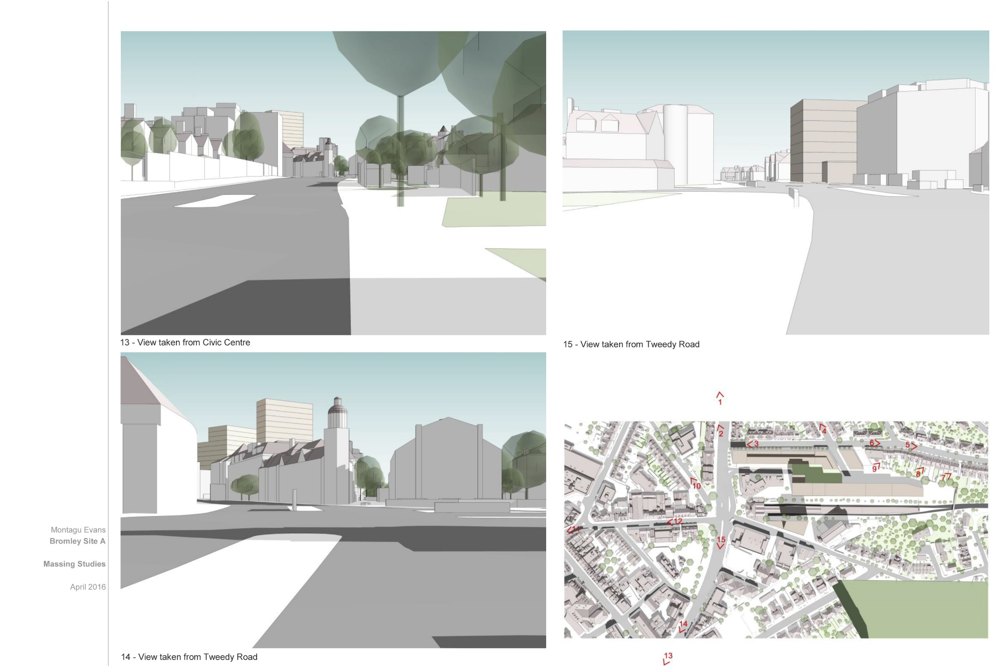 13 - View taken from Civic Centre
15 - View taken from Tweedy Road
14 - View taken from Tweedy Road
Montagu Evans
Bromley Site A
Massing Studies
April 2016
1
2
3
4
5
6
7
8
9
10
11
12
13
14
15